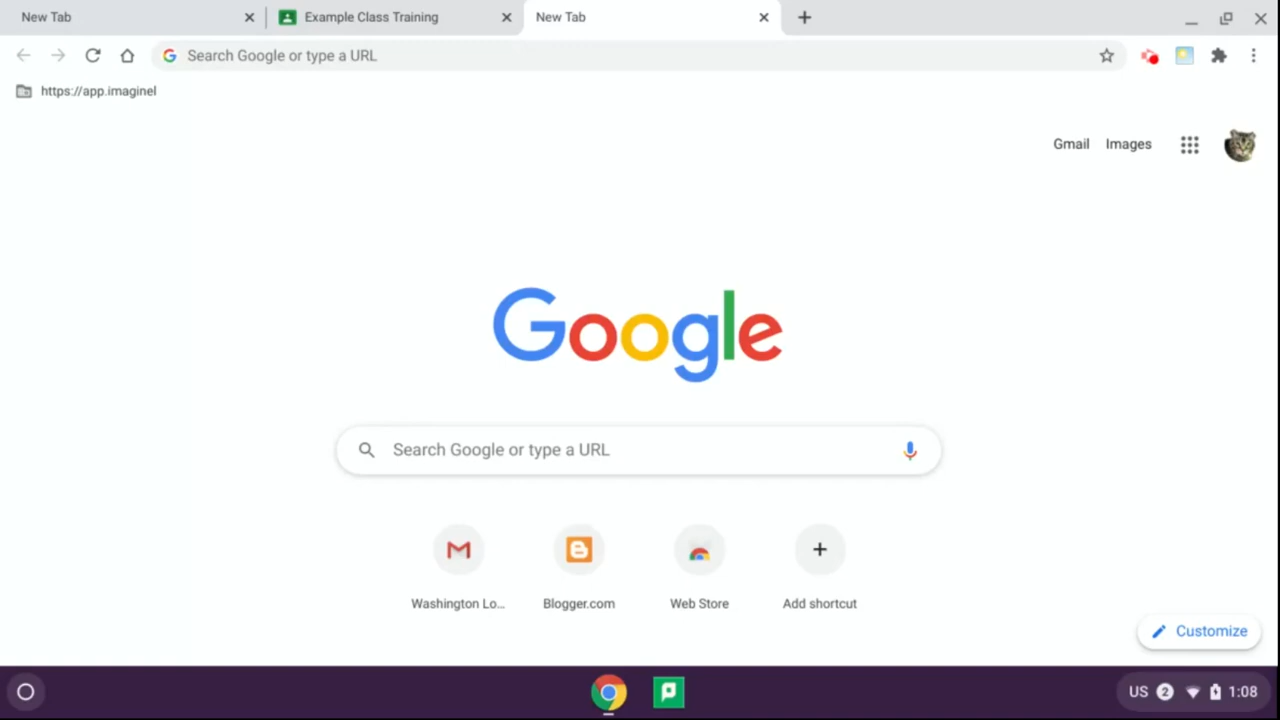 New Tab
Example Class Training
New Tab
Search Google or type a URL
https://app.imaginel
Gmail Images
Google
Search Google or type a URL
Washington Lo... Blogger.com Web Store Add shortcut
Customize
US 2 1:08